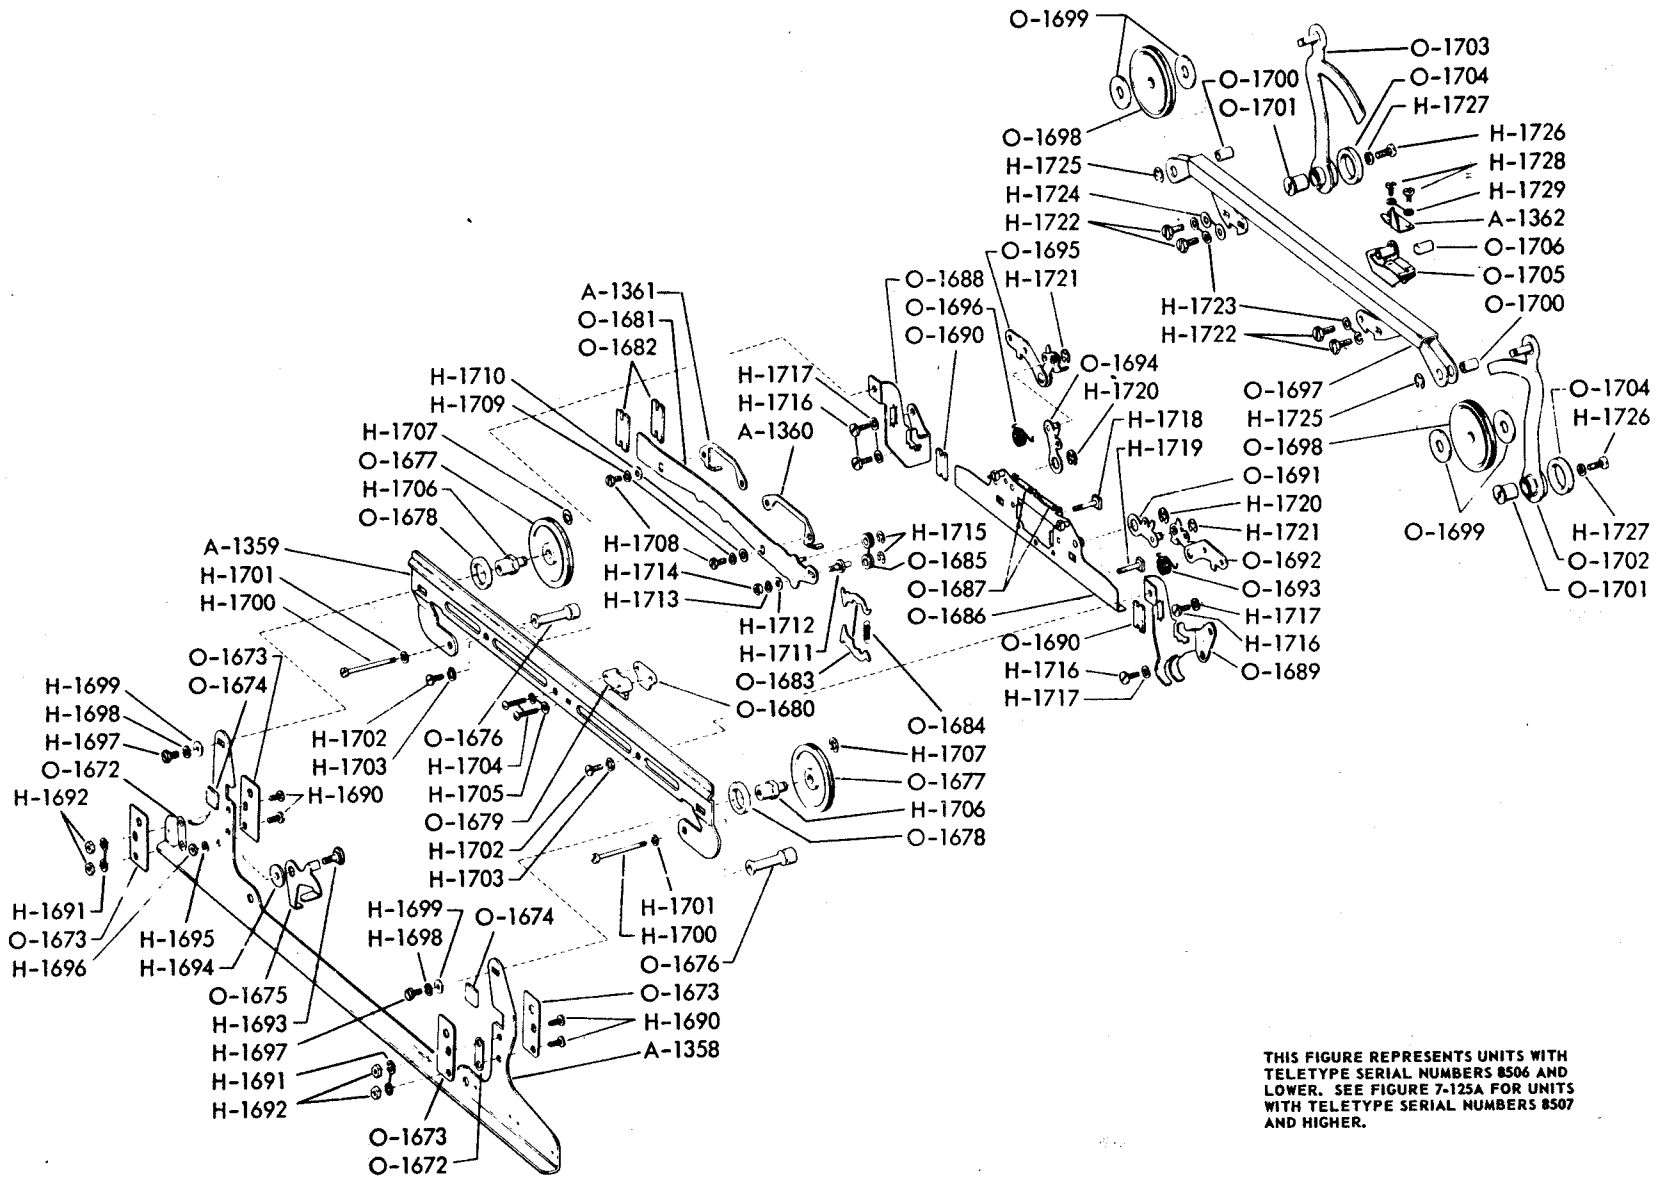 O-1699
O-1703
O-1704
H-1727
O-1700
O-1701
H-1726
H-1728
H-1729
A-1362
O-1706
O-1705
O-1700
O-1698
H-1725
H-1724
H-1722
O-1695
H-1721
H-1723
H-1722
O-1688
O-1696
O-1690
A-1361
O-1681
O-1682
O-1694
H-1720
H-1718
H-1719
O-1697
H-1725
O-1698
O-1691
H-1720
H-1721
O-1692
O-1693
H-1717
H-1716
O-1689
O-1704
H-1726
O-1699
H-1727
O-1702
O-1701
H-1717
H-1716
A-1360
H-1710
H-1709
H-1707
O-1677
H-1706
O-1678
H-1708
H-1714
H-1713
H-1715
O-1685
O-1687
O-1686
O-1690
H-1716
H-1717
H-1712
H-1711
O-1683
O-1680
O-1684
H-1707
O-1677
H-1706
O-1678
A-1359
H-1701
H-1700
O-1673
O-1674
H-1699
H-1698
H-1697
O-1672
H-1692
H-1702
H-1703
H-1690
O-1676
H-1704
H-1705
O-1679
H-1702
H-1703
H-1691
O-1673
H-1696
H-1695
H-1694
O-1675
H-1693
H-1697
H-1691
H-1692
H-1699
H-1698
O-1674
H-1701
H-1700
O-1676
O-1673
H-1690
A-1358
O-1673
O-1672
THIS FIGURE REPRESENTS UNITS WITH
TELETYPE SERIAL NUMBERS 8506 AND
LOWER. SEE FIGURE 7-125A FOR UNITS
WITH TELETYPE SERIAL NUMBERS 8507
AND HIGHER.